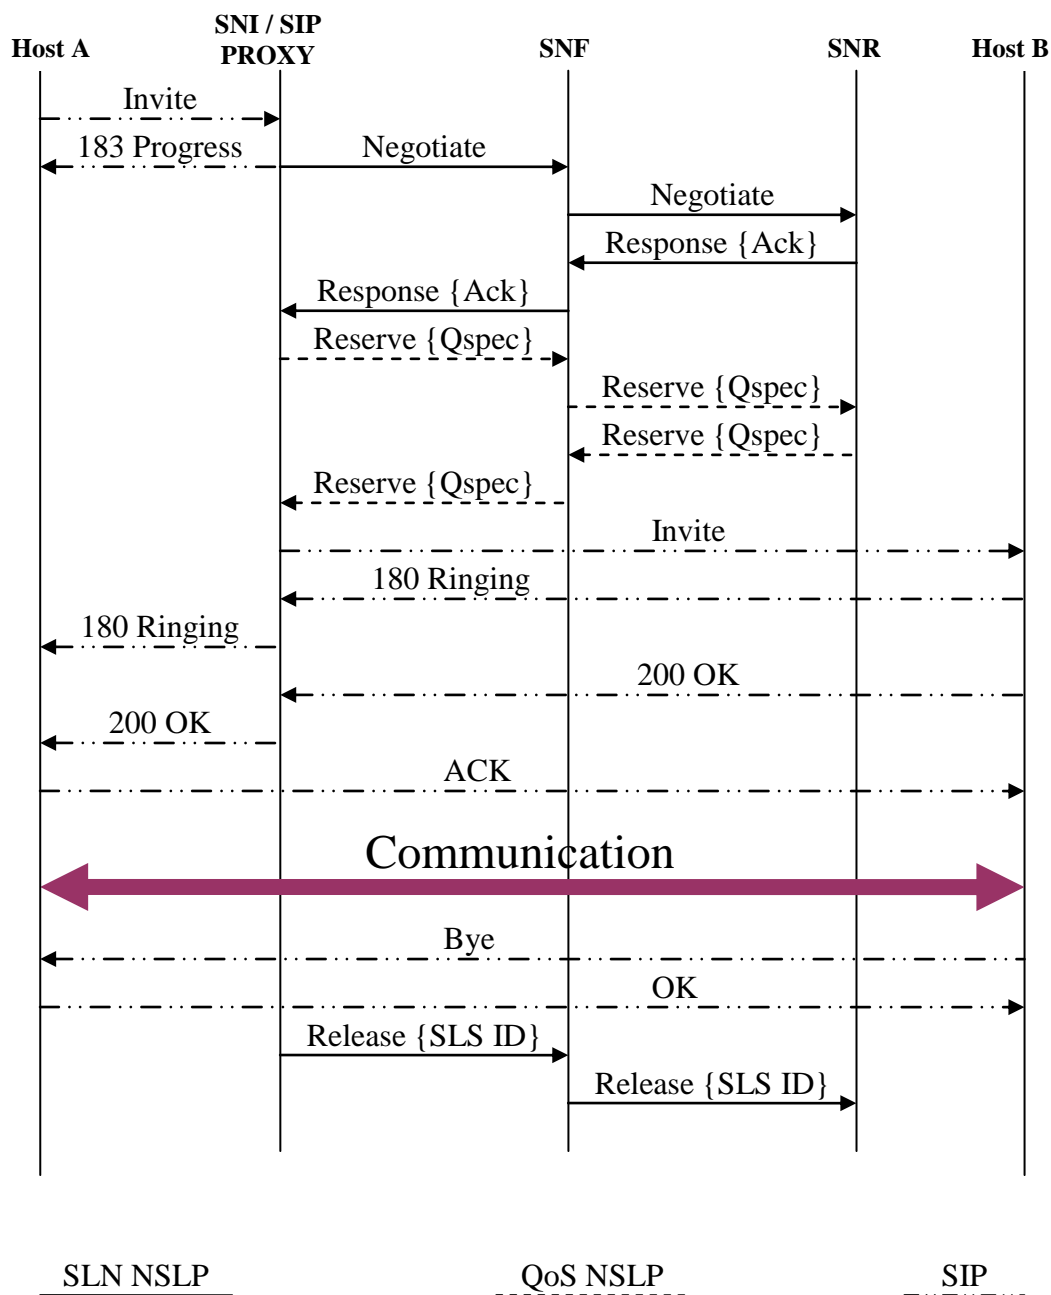 SNI / SIP
Host A PROXY SNF SNR Host B
Invite
183 Progress Negotiate
Negotiate
Response {Ack}
Response {Ack}
Reserve {Qspec}
Reserve {Qspec}
Reserve {Qspec}
Reserve {Qspec}
Invite
180 Ringing
180 Ringing
200 OK
200 OK
ACK
Communication
Bye
OK
Release {SLS ID}
Release {SLS ID}
SLN NSLP QoS NSLP SIP